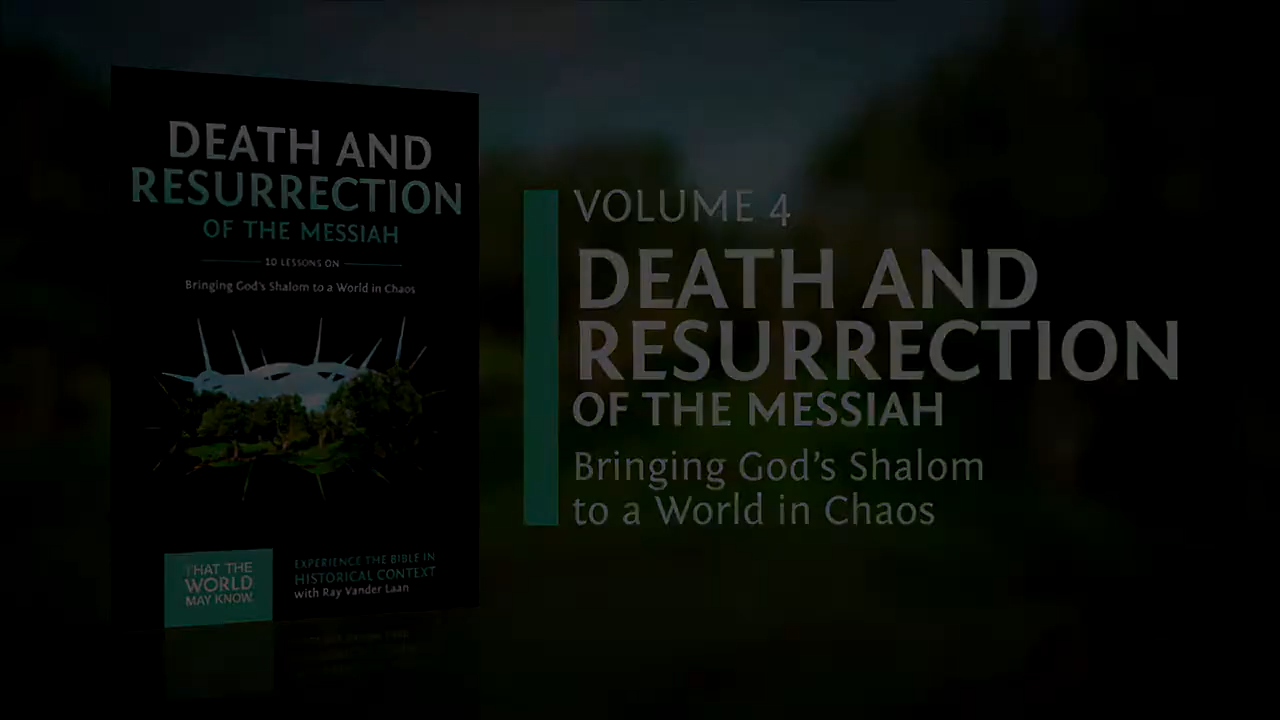 DEATH AND
RESURRECTION
OF THE MESSIAH
10 LESSONS ON
Bringing God's Shalom to a World in Chaos
THAT THE
WORLD
MAY KNOW
EXPERIENCE THE BIBLE IN
HISTORICAL CONTEXT
with Ray Vander Laan
VOLUME 4
DEATH AND
RESURRECTION
OF THE MESSIAH
Bringing God's Shalom
to a World in Chaos